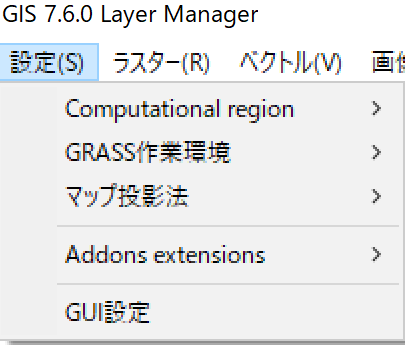 GIS 7.6.0 Layer Manager
設定(S) ラスター(R) ベクトル(V) 画
Computational region
GRASS作業環境
マップ投影法
Addons extensions
GUI設定